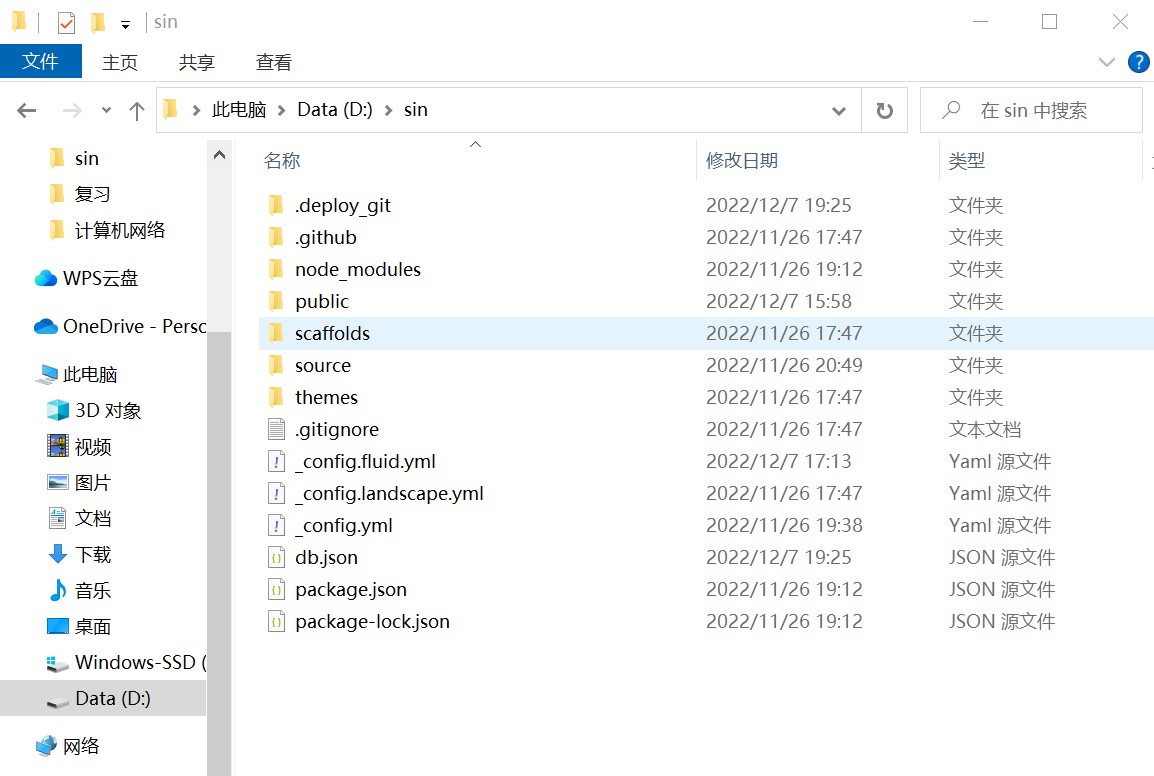 sin
文件 主页 共享 查看 ?
此电脑 Data (D:) sin 在 sin 中搜索
sin
复习
计算机网络
WPS云盘
OneDrive - Perso
此电脑
3D 对象
视频
图片
文档
下载
音乐
桌面
Windows-SSD (
Data (D:)
网络
名称 修改日期 类型
.deploy_git 2022/12/7 19:25 文件夹
.github 2022/11/26 17:47 文件夹
node_modules 2022/11/26 19:12 文件夹
public 2022/12/7 15:58 文件夹
scaffolds 2022/11/26 17:47 文件夹
source 2022/11/26 20:49 文件夹
themes 2022/11/26 17:47 文件夹
.gitignore 2022/11/26 17:47 文本文档
_config.fluid.yml 2022/12/7 17:13 Yaml 源文件
_config.landscape.yml 2022/11/26 17:47 Yaml 源文件
_config.yml 2022/11/26 19:38 Yaml 源文件
db.json 2022/12/7 19:25 JSON 源文件
package.json 2022/11/26 19:12 JSON 源文件
package-lock.json 2022/11/26 19:12 JSON 源文件